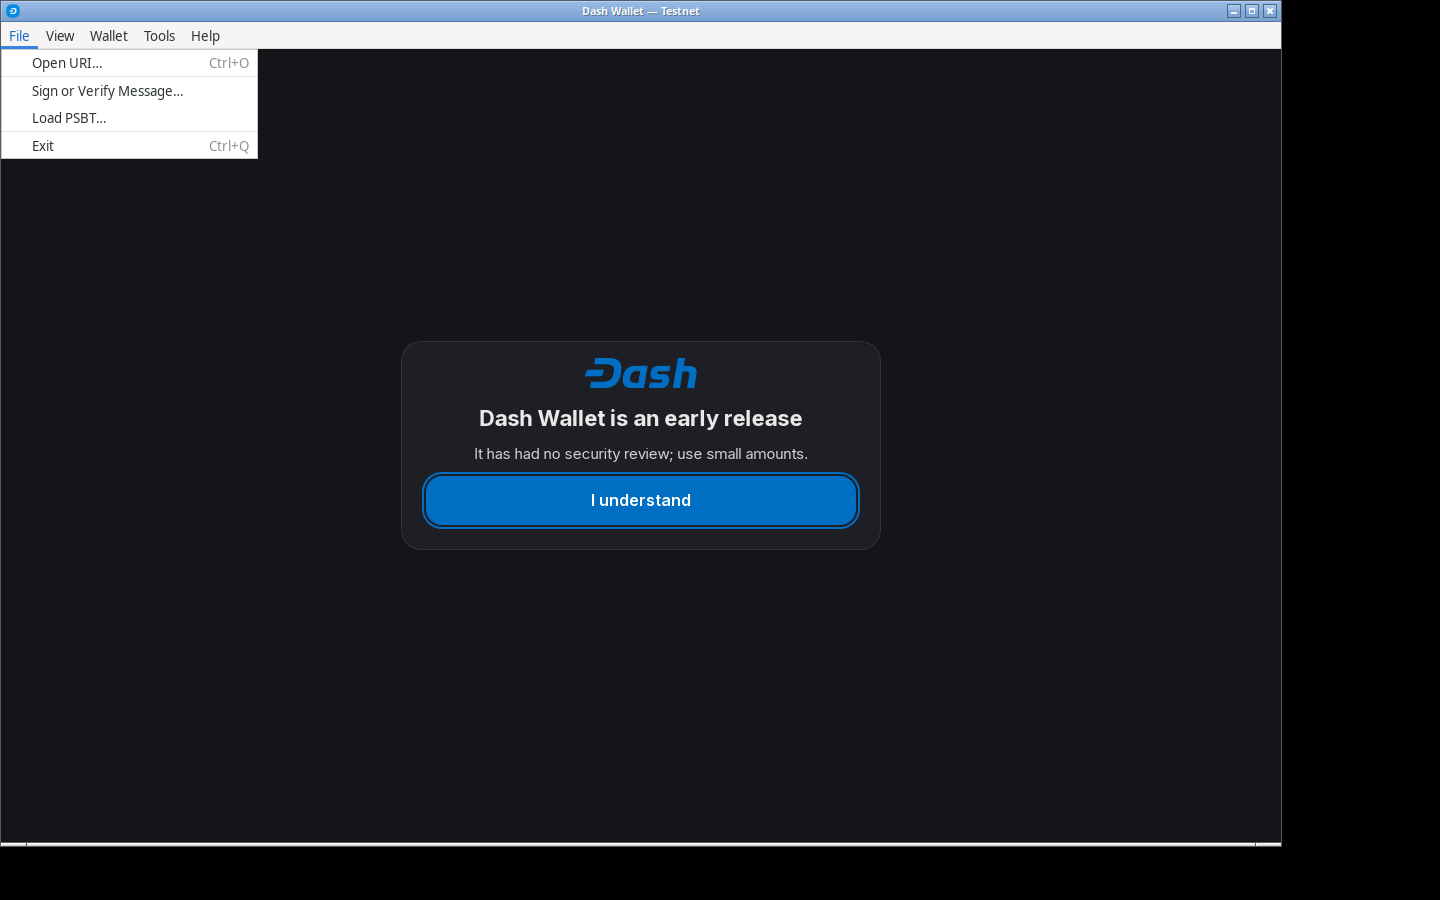 Dash Wallet — Testnet
File View Wallet Tools Help
Open URI... Ctrl+O
Sign or Verify Message...
Load PSBT...
Exit Ctrl+Q
Dash
Dash Wallet is an early release
It has had no security review; use small amounts.
I understand